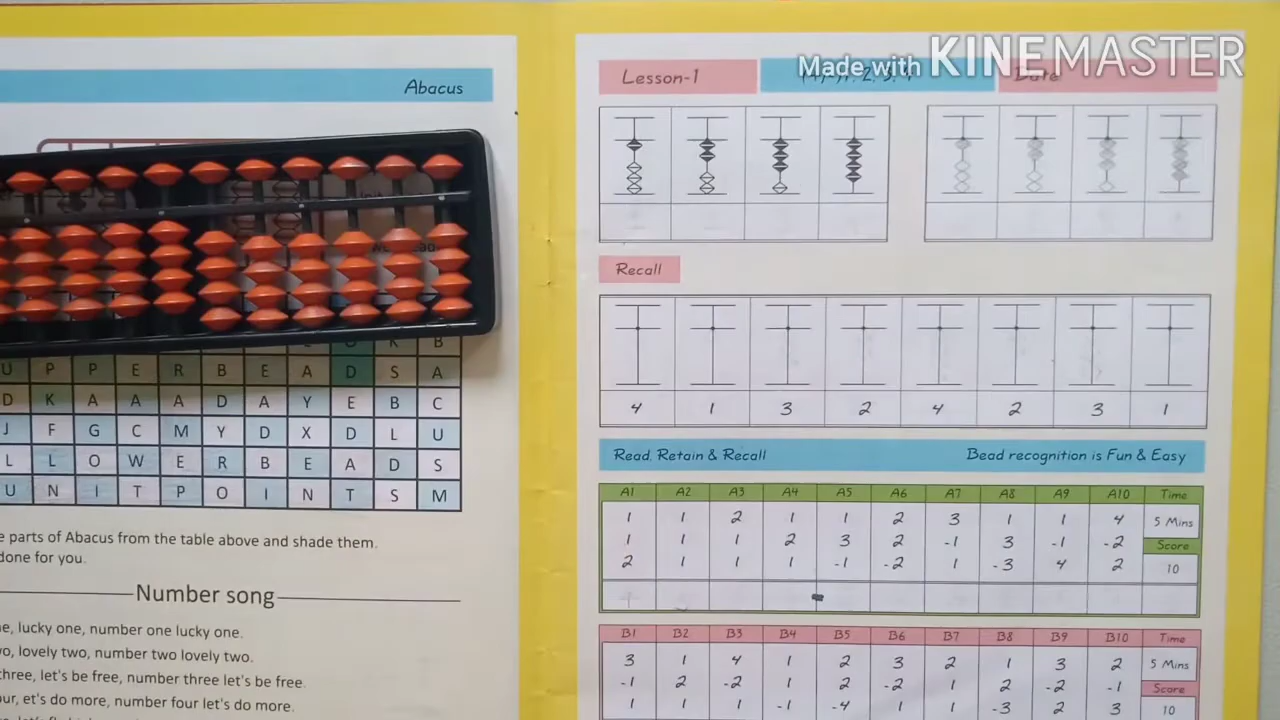 Made with KINEMASTER
Abacus
U P P E R B E A D S A
D K A A A D A Y E B C
J F G C M Y D X D L U
L L O W E R B E A D S
U N I T P O I N T S M
e parts of Abacus from the table above and shade them.
done for you.
Number song
ne, lucky one, number one lucky one.
wo, lovely two, number two lovely two.
three, let's be free, number three let's be free.
our, et's do more, number four let's do more.
Lesson-1
Date
Recall
4 1 3 2 4 2 3 1
Read, Retain & Recall Bead recognition is Fun & Easy
A1 A2 A3 A4 A5 A6 A7 A8 A9 A10 Time
1 1 2 1 1 2 3 1 1 4 5 Mins
1 1 1 2 3 2 -1 3 -1 -2 Score
2 1 1 1 -1 -2 1 -3 4 2 10
B1 B2 B3 B4 B5 B6 B7 B8 B9 B10 Time
3 1 4 1 2 3 2 1 3 2 5 Mins
-1 2 -2 1 2 -2 1 2 -2 -1 Score
1 1 1 -1 -4 1 1 -3 2 3 10